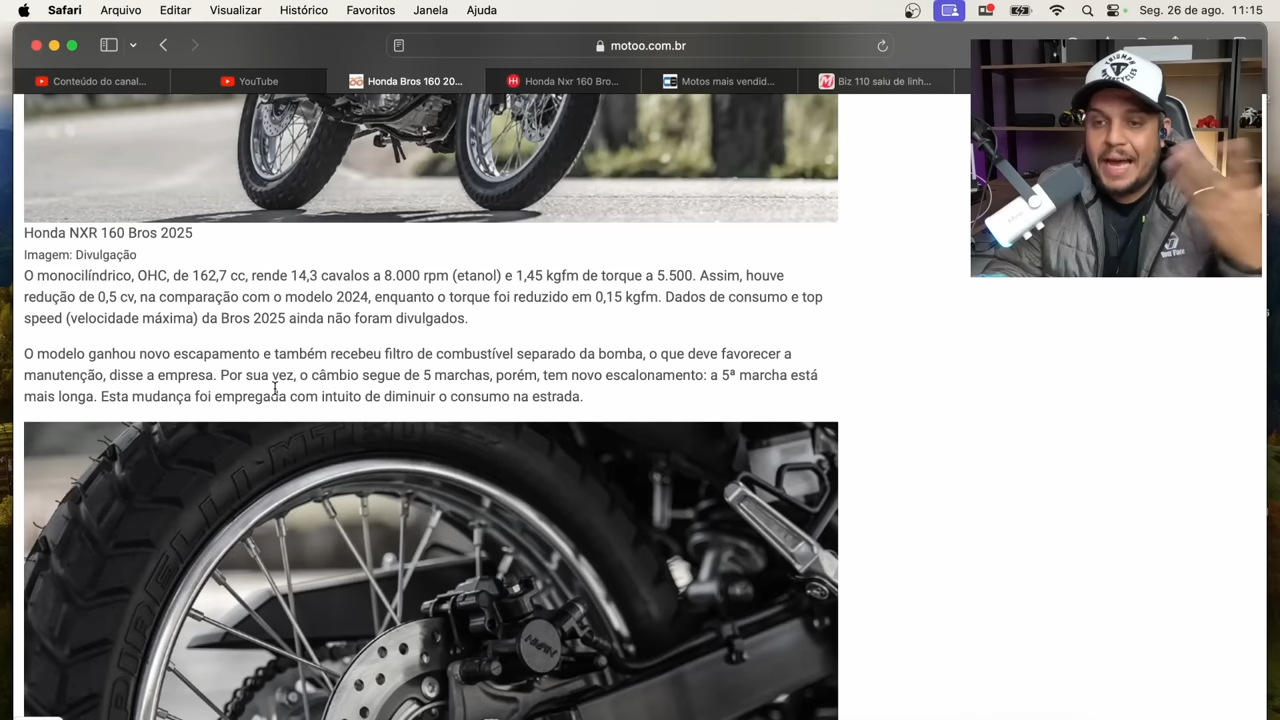 Safari Arquivo Editar Visualizar Histórico Favoritos Janela Ajuda Seg. 26 de ago. 11:15
motoo.com.br
Conteúdo do canal... YouTube Honda Bros 160 20... Honda Nxr 160 Bro... Motos mais vendid... Biz 110 saiu de linh...
TRIUMPH
MOTORCYCLES
Honda NXR 160 Bros 2025
Imagem: Divulgação
O monocilíndrico, OHC, de 162,7 cc, rende 14,3 cavalos a 8.000 rpm (etanol) e 1,45 kgfm de torque a 5.500. Assim, houve
redução de 0,5 cv, na comparação com o modelo 2024, enquanto o torque foi reduzido em 0,15 kgfm. Dados de consumo e top
speed (velocidade máxima) da Bros 2025 ainda não foram divulgados.
O modelo ganhou novo escapamento e também recebeu filtro de combustível separado da bomba, o que deve favorecer a
manutenção, disse a empresa. Por sua vez, o câmbio segue de 5 marchas, porém, tem novo escalonamento: a 5ª marcha está
mais longa. Esta mudança foi empregada com intuito de diminuir o consumo na estrada.
PIRELLI MT60
NISSIN